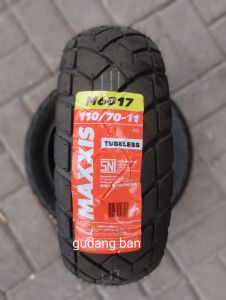 M6017
110/70-11
MAXXIS
TUBELESS
SNI
gudang ban